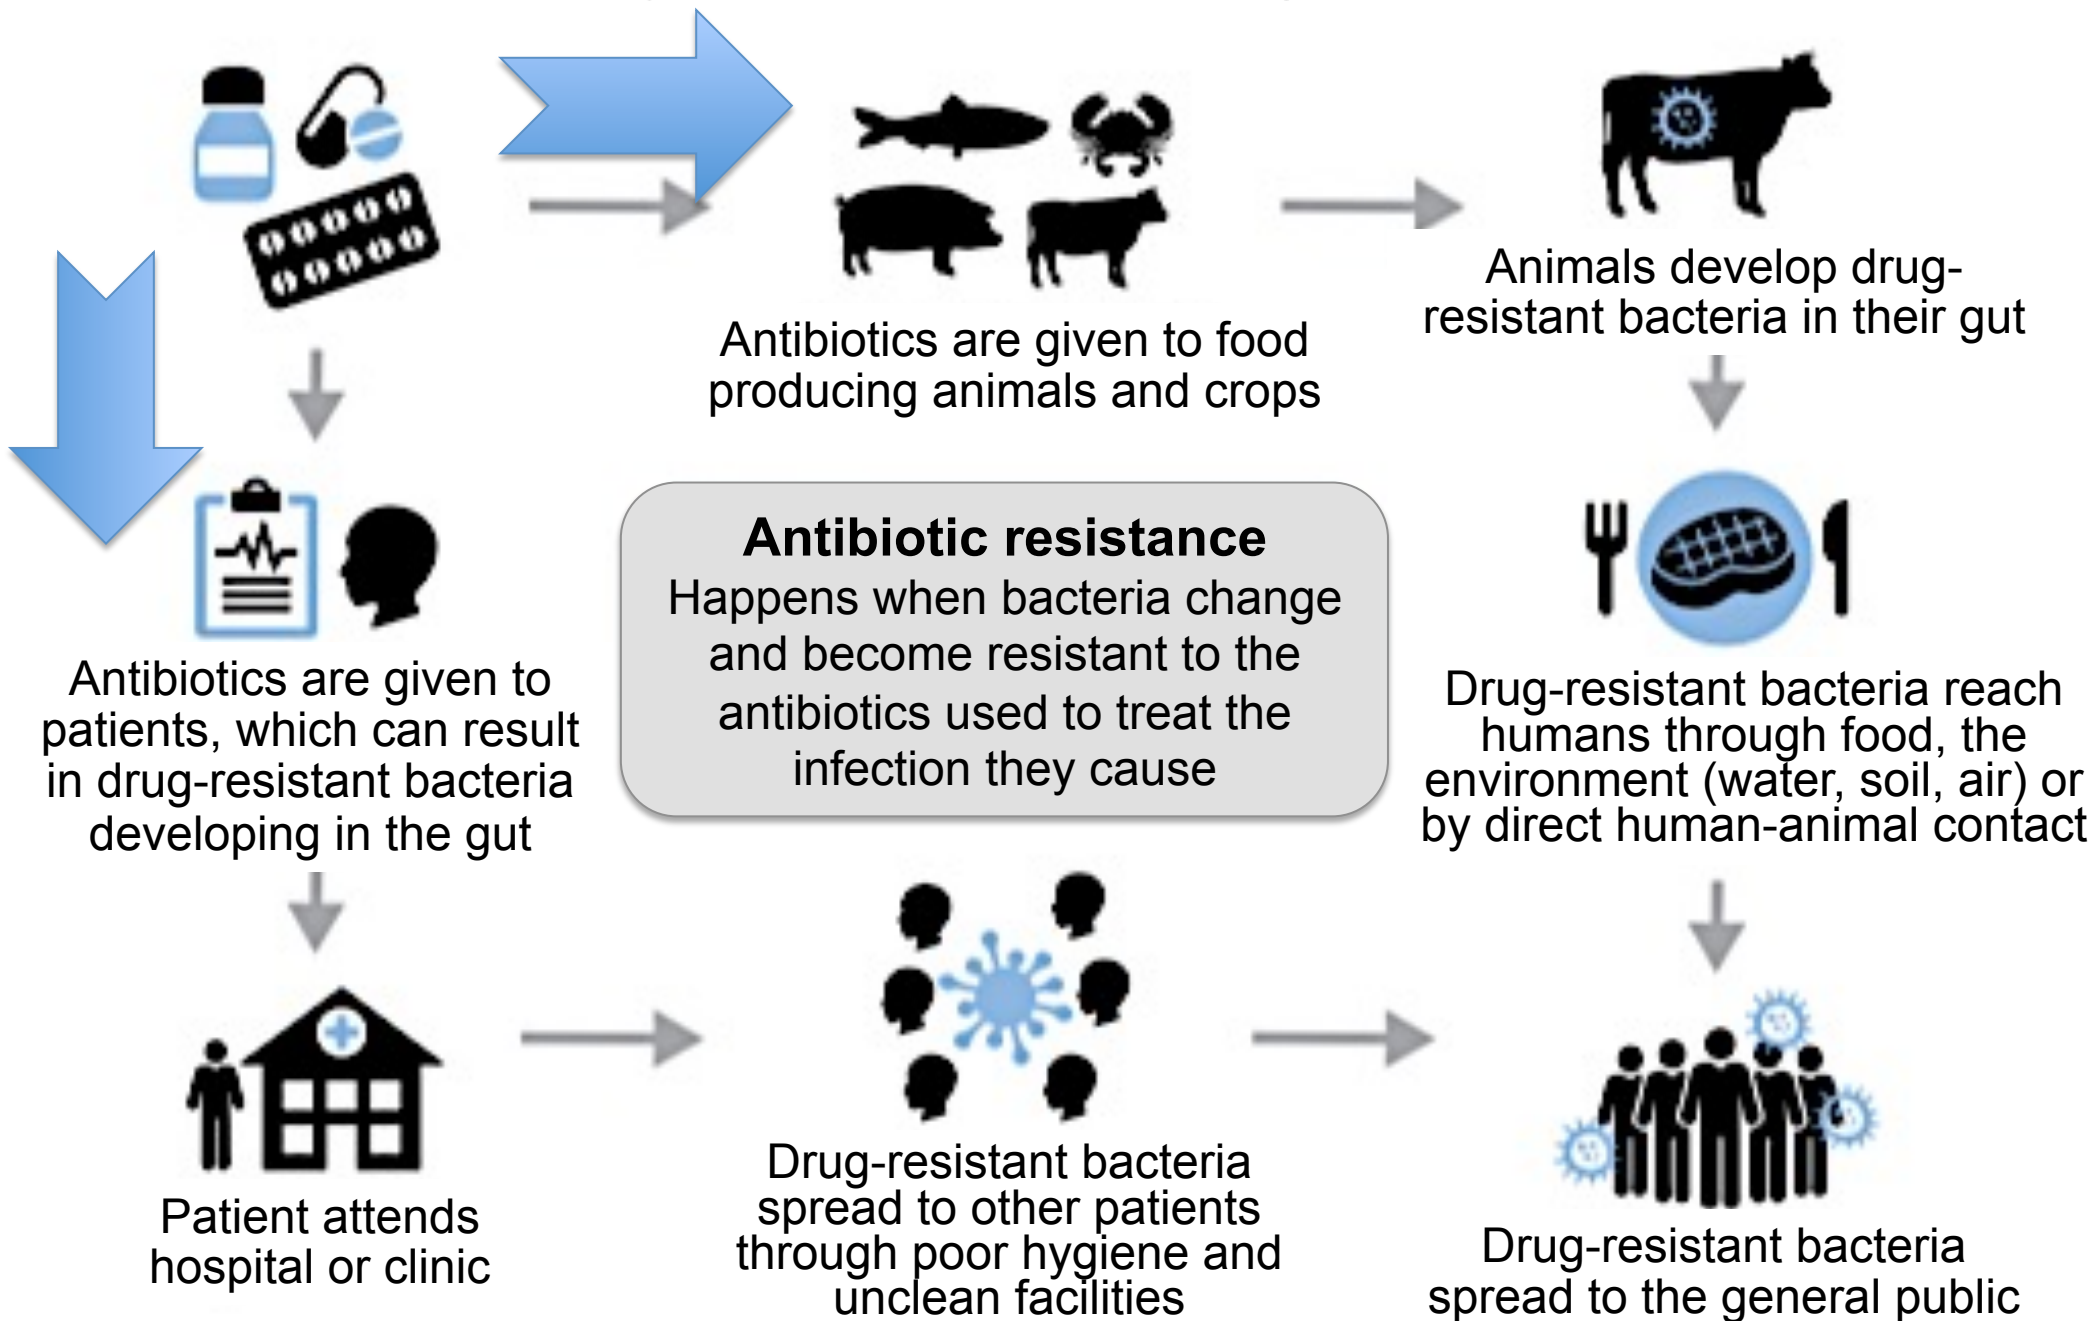 Antibiotics are given to food
producing animals and crops
Animals develop drug-
resistant bacteria in their gut
Antibiotics are given to
patients, which can result
in drug-resistant bacteria
developing in the gut
Antibiotic resistance
Happens when bacteria change
and become resistant to the
antibiotics used to treat the
infection they cause
Drug-resistant bacteria reach
humans through food, the
environment (water, soil, air) or
by direct human-animal contact
Patient attends
hospital or clinic
Drug-resistant bacteria
spread to other patients
through poor hygiene and
unclean facilities
Drug-resistant bacteria
spread to the general public